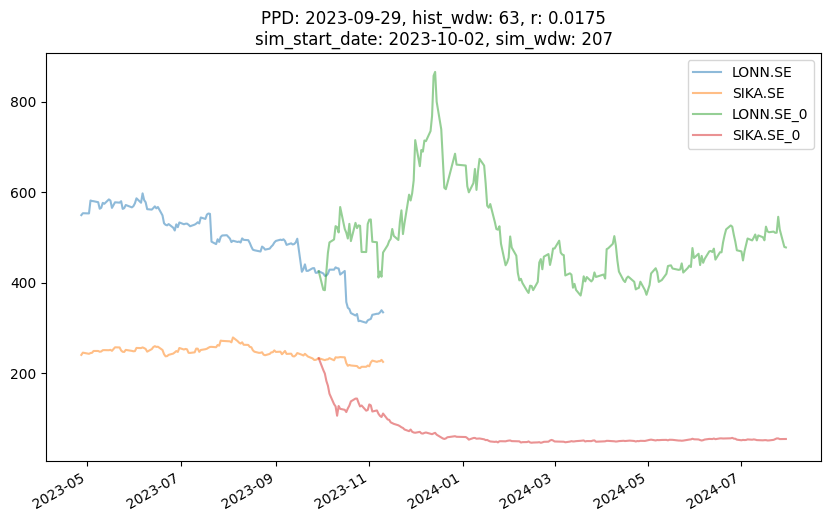 PPD: 2023-09-29, hist_wdw: 63, r: 0.0175
sim_start_date: 2023-10-02, sim_wdw: 207
LONN.SE
SIKA.SE
LONN.SE_0
SIKA.SE_0
800
600
400
200
2023-05
2023-07
2023-09
2023-11
2024-01
2024-03
2024-05
2024-07